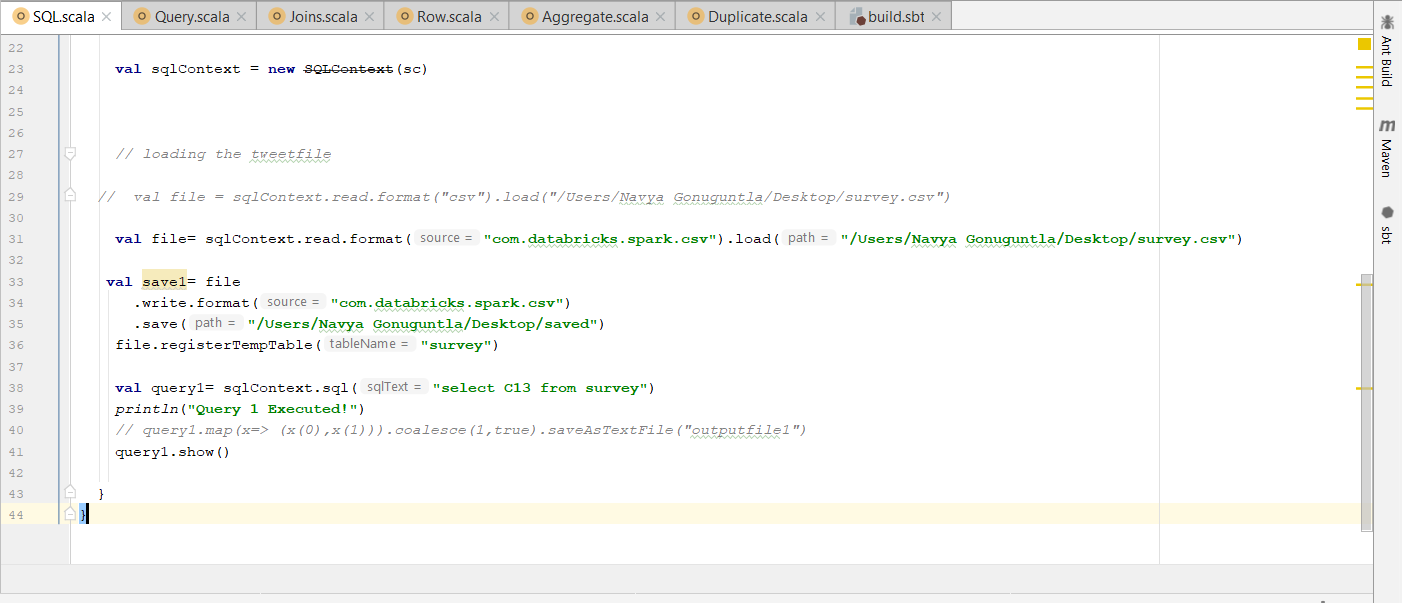 SQL.scala Query.scala Joins.scala Row.scala Aggregate.scala Duplicate.scala build.sbt
22
23 val sqlContext = new SQLContext(sc)
24
25
26
27 // loading the tweetfile
28
29 // val file = sqlContext.read.format("csv").load("/Users/Navya Gonuguntla/Desktop/survey.csv")
30
31 val file= sqlContext.read.format( source = "com.databricks.spark.csv").load( path = "/Users/Navya Gonuguntla/Desktop/survey.csv")
32
33 val save1= file
34 .write.format( source = "com.databricks.spark.csv")
35 .save( path = "/Users/Navya Gonuguntla/Desktop/saved")
36 file.registerTempTable( tableName = "survey")
37
38 val query1= sqlContext.sql( sqlText = "select C13 from survey")
39 println("Query 1 Executed!")
40 // query1.map(x=> (x(0),x(1))).coalesce(1,true).saveAsTextFile("outputfile1")
41 query1.show()
42
43 }
44 }
Ant Build
m Maven
sbt